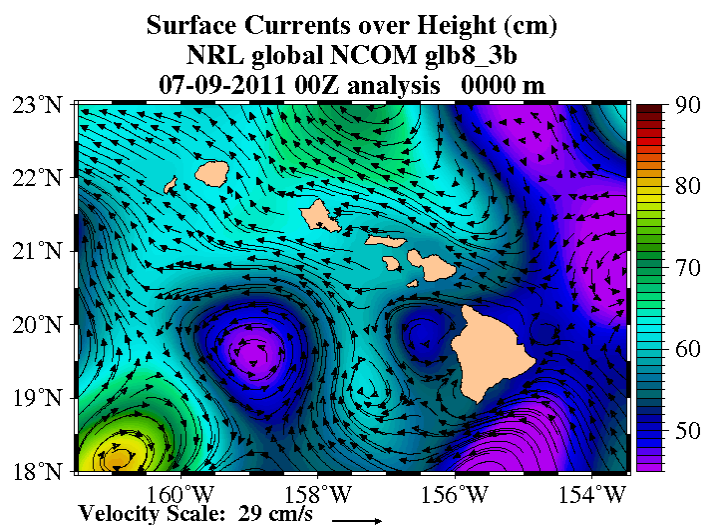 Surface Currents over Height (cm)
NRL global NCOM glb8_3b
07-09-2011 00Z analysis 0000 m
23°N
22°N
21°N
20°N
19°N
18°N
160°W 158°W 156°W 154°W
90
80
70
60
50
Velocity Scale: 29 cm/s